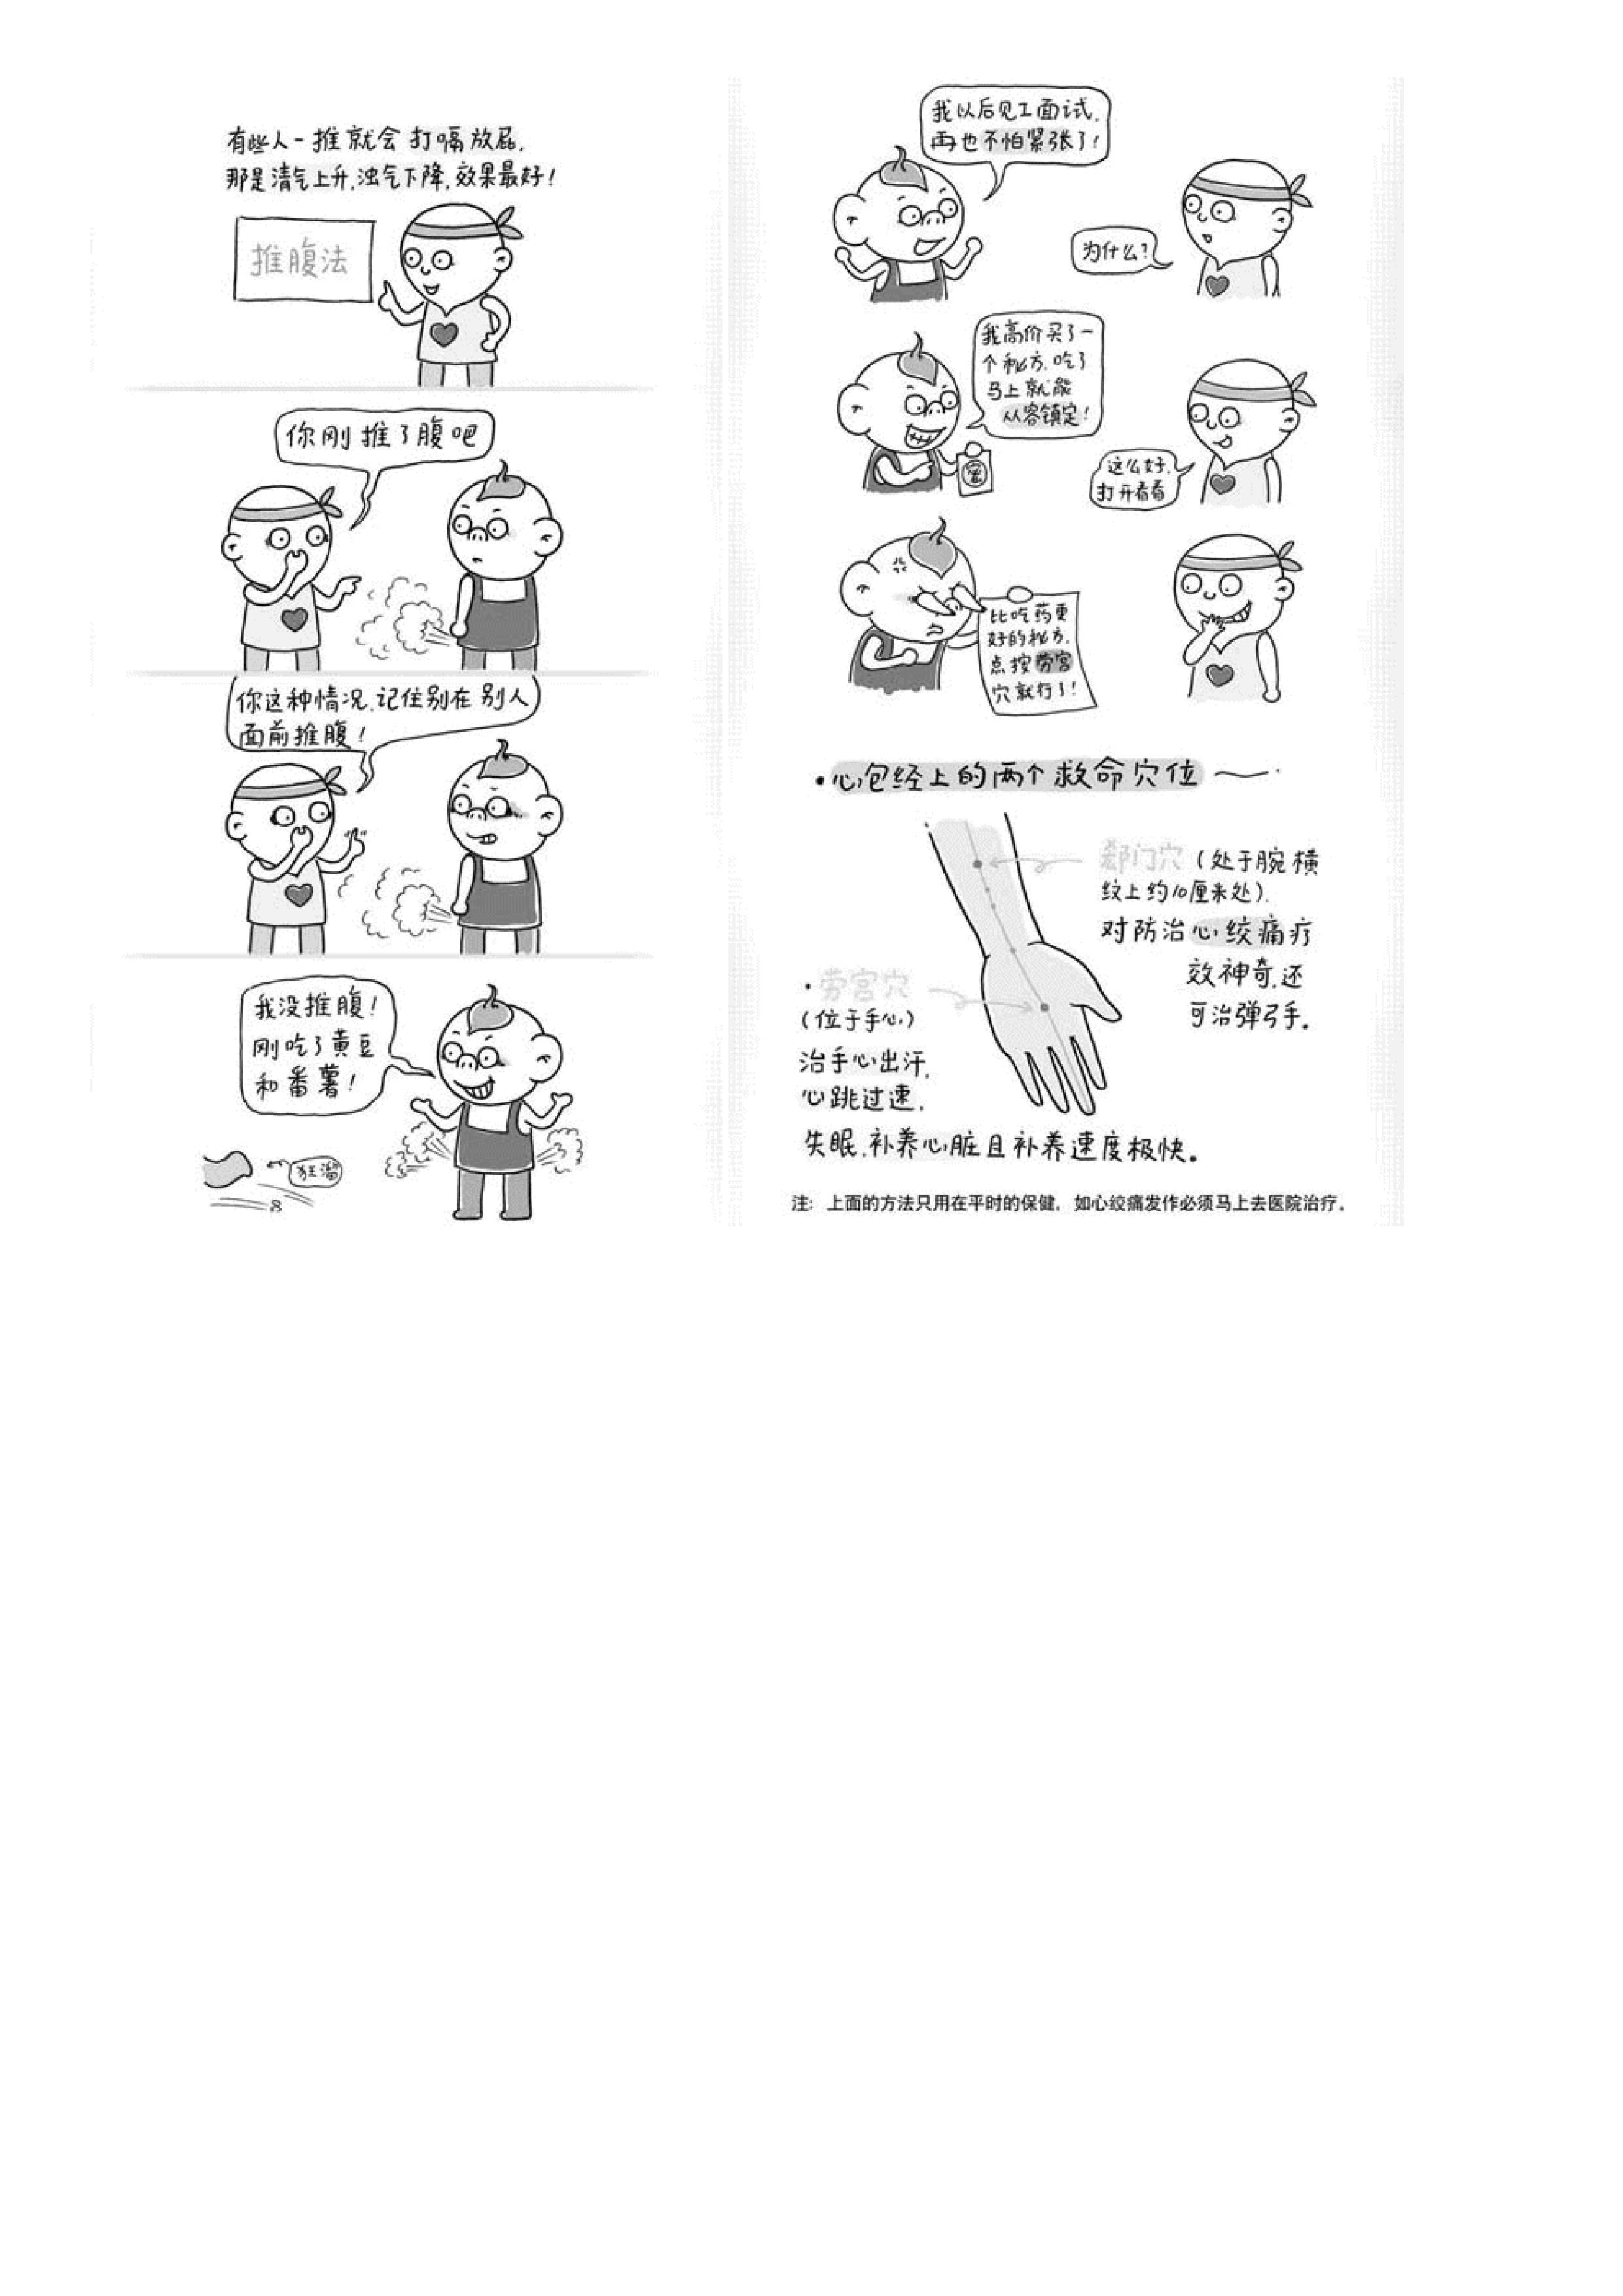 有些人一推就会打嗝放屁,
那是清气上升,浊气下降,效果最好!
推腹法
你刚推了腹吧
你这种情况,记住别在别人
面前推腹!
我没推腹!
刚吃了黄豆
和番薯!
狂溜
我以后见工面试,
再也不怕紧张了!
为什么?
我高价买了一
个秘方,吃了
马上就能
从容镇定!
密
这么好,
打开看看
比吃药更
好的秘方,
点按劳宫
穴就行了!
·心包经上的两个救命穴位
郄门穴(处于腕横
纹上约10厘米处).
对防治心绞痛疗
效神奇,还
可治弹弓手。
·劳宫穴
(位于手心)
治手心出汗,
心跳过速,
失眠,补养心脏且补养速度极快。
注: 上面的方法只用在平时的保健, 如心绞痛发作必须马上去医院治疗。